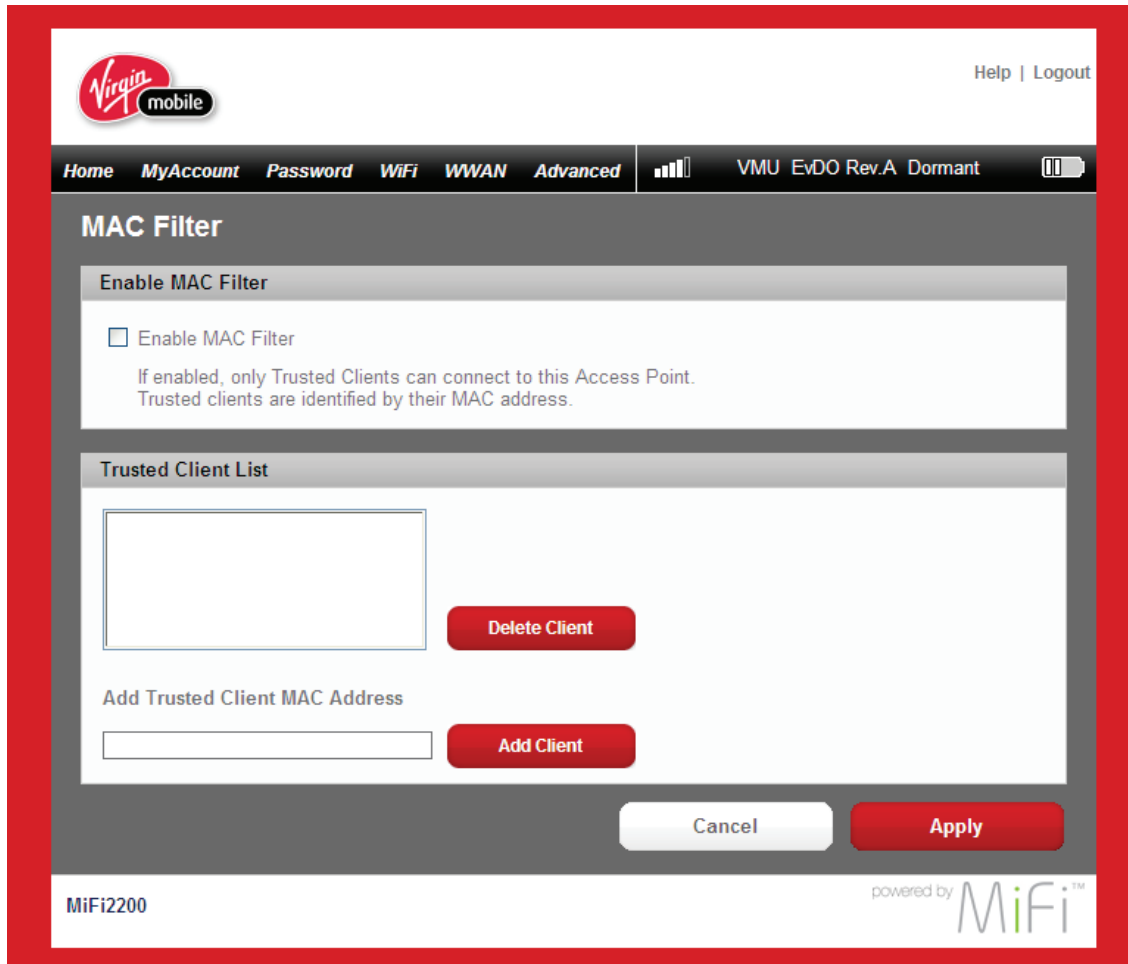 Virgin
mobile
Help | Logout
Home MyAccount Password WiFi WWAN Advanced VMU EvDO Rev.A Dormant
MAC Filter
Enable MAC Filter
Enable MAC Filter
If enabled, only Trusted Clients can connect to this Access Point.
Trusted clients are identified by their MAC address.
Trusted Client List
Delete Client
Add Trusted Client MAC Address
Add Client
Cancel Apply
MiFi2200
powered by MiFi™